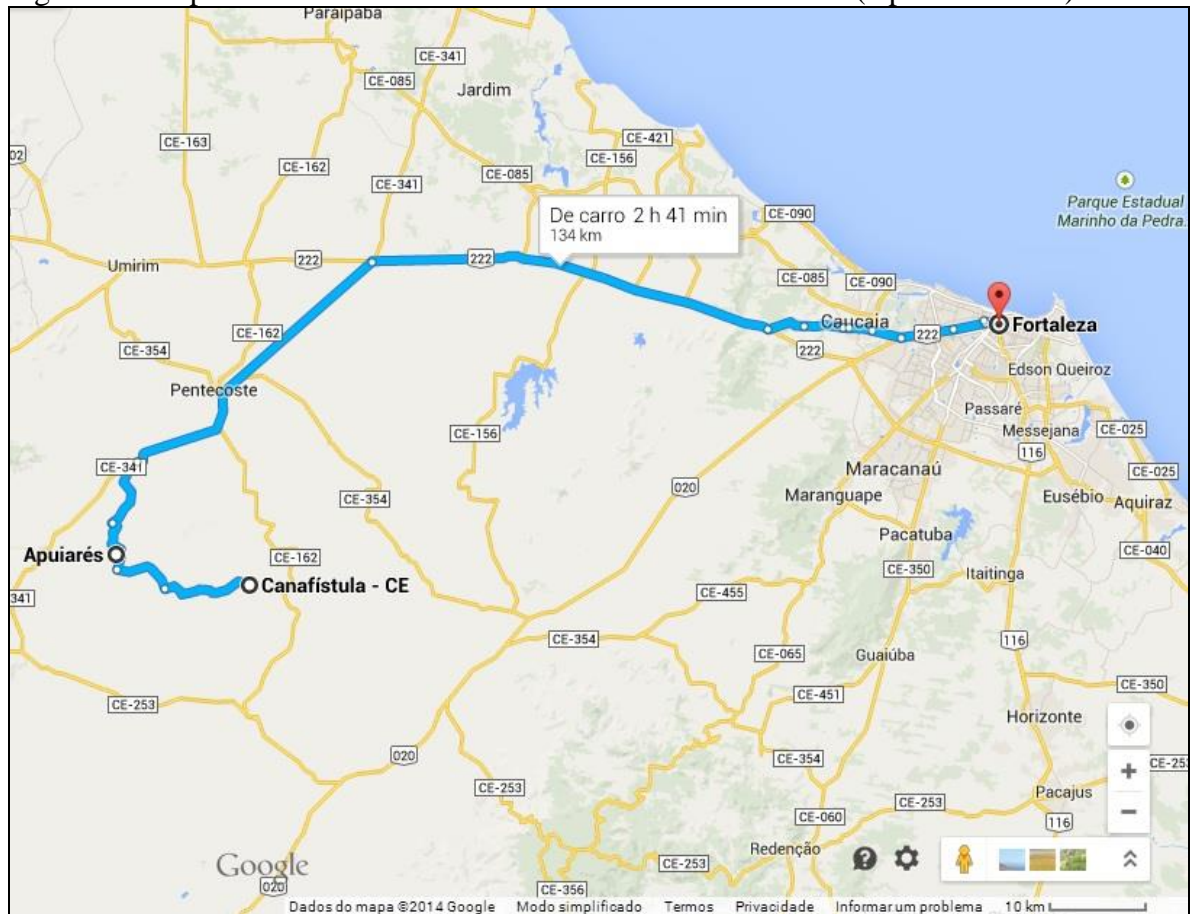 Paraipaba
CE-341
CE-085
Jardim
CE-163
CE-421
02
CE-162
CE-156
CE-341
CE-085
Parque Estadual
Marinho da Pedra.
De carro 2 h 41 min
134 km
CE-090
Umirim
222
222
CE-085
CE-090
Caucaia
Fortaleza
CE-162
222
222
CE-354
Edson Queiroz
Pentecoste
Passaré
CE-156
Messejana
CE-025
116
CE-341
Maracanaú
CE-025
CE-354
020
Maranguape
Eusébio
Aquiraz
Pacatuba
Apuiarés
CE-162
CE-040
CE-350
Itaitinga
Canafístula - CE
341
CE-455
CE-354
116
CE-065
Guaiúba
CE-350
CE-253
CE-451
Horizonte
020
CE-354
CE-253
CE-253
Pacajus
CE-253
CE-060
116
Redenção
Google
CE-253
020
CE-356
Dados do mapa ©2014 Google Modo simplificado Termos Privacidade Informar um problema 10 km